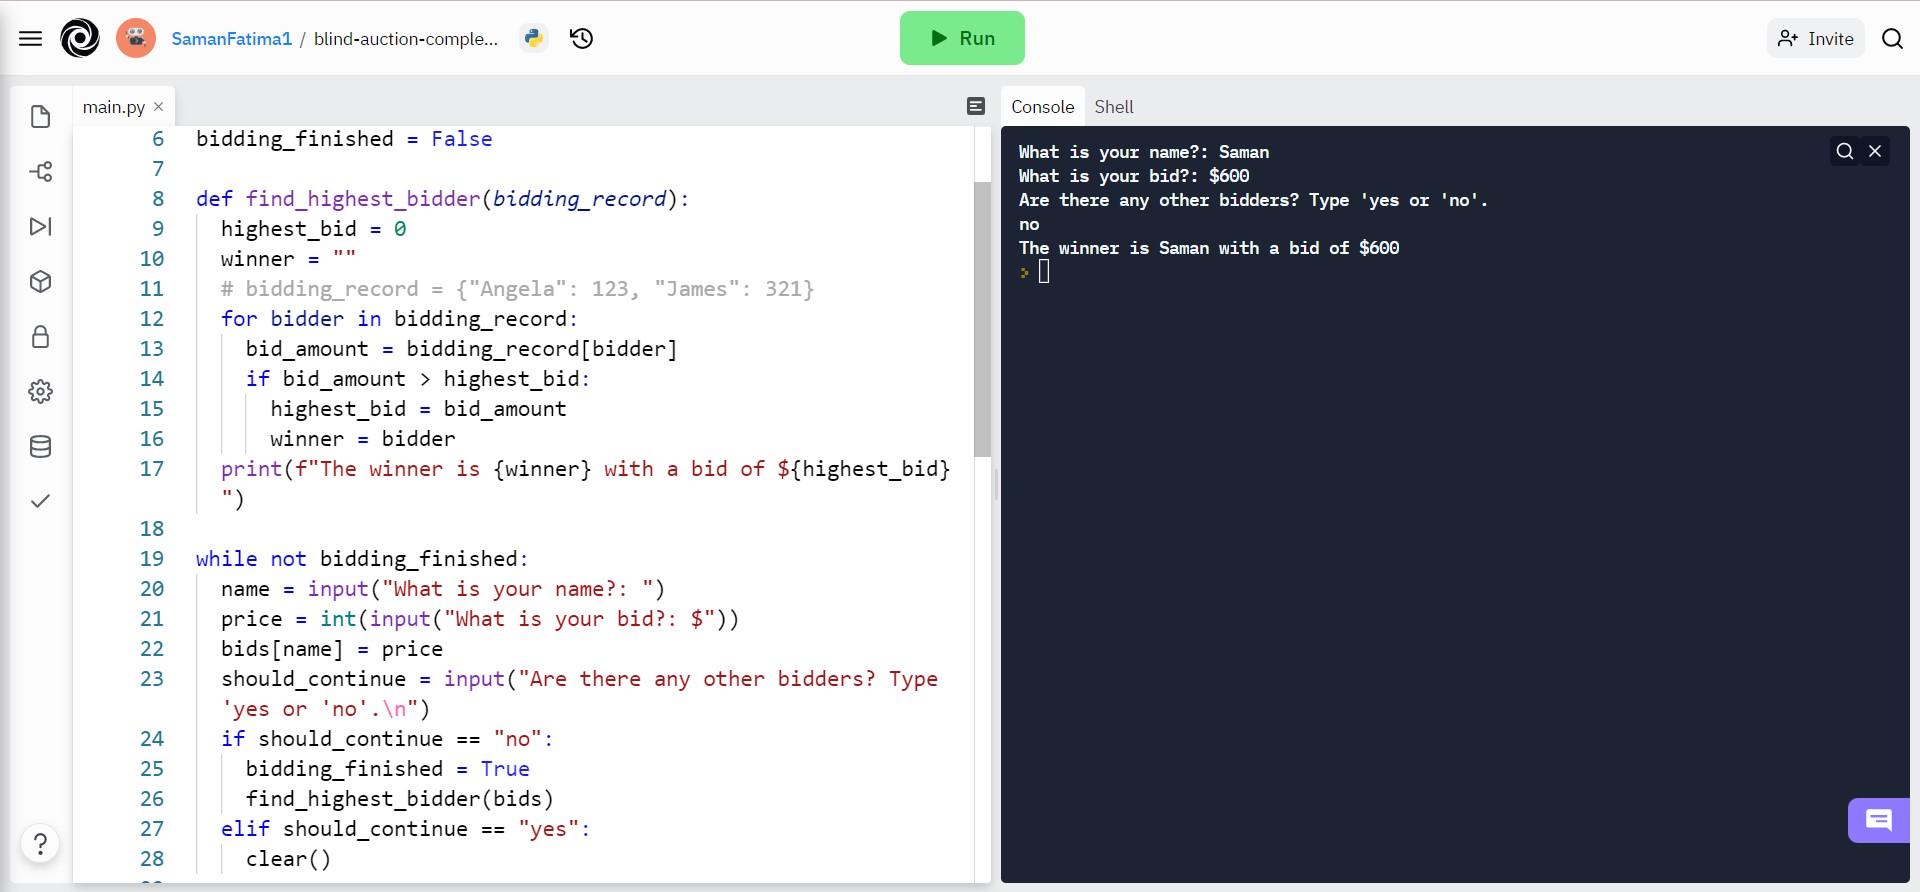 SamanFatima1 / blind-auction-comple...
Run
Invite
main.py ×
Console Shell
6 bidding_finished = False
7
8 def find_highest_bidder(bidding_record):
9 highest_bid = 0
10 winner = ""
11 # bidding_record = {"Angela": 123, "James": 321}
12 for bidder in bidding_record:
13 bid_amount = bidding_record[bidder]
14 if bid_amount > highest_bid:
15 highest_bid = bid_amount
16 winner = bidder
17 print(f"The winner is {winner} with a bid of ${highest_bid}
")
18
19 while not bidding_finished:
20 name = input("What is your name?: ")
21 price = int(input("What is your bid?: $"))
22 bids[name] = price
23 should_continue = input("Are there any other bidders? Type
'yes or 'no'.\n")
24 if should_continue == "no":
25 bidding_finished = True
26 find_highest_bidder(bids)
27 elif should_continue == "yes":
28 clear()
What is your name?: Saman
What is your bid?: $600
Are there any other bidders? Type 'yes or 'no'.
no
The winner is Saman with a bid of $600
?